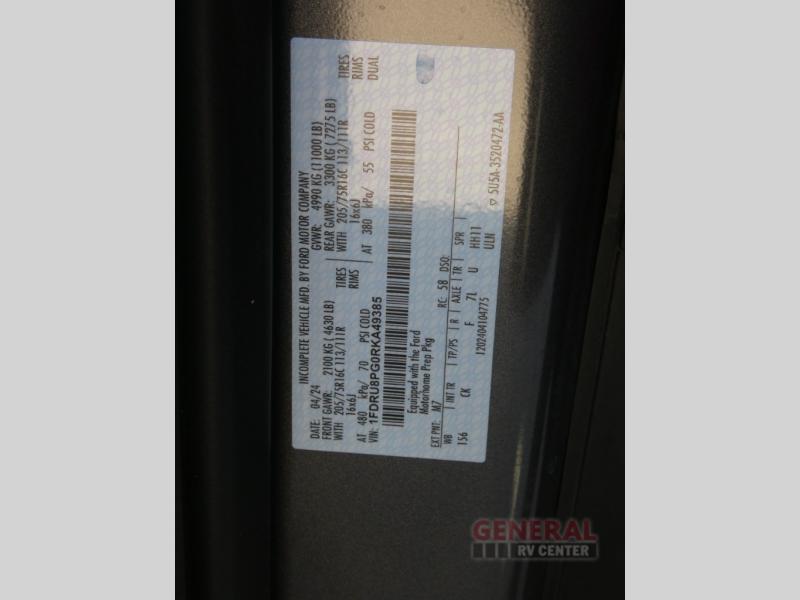 INCOMPLETE VEHICLE MFD. BY FORD MOTOR COMPANY
DATE: 04/24 GVWR: 4990 KG (11000 LB)
FRONT GAWR: 2100 KG ( 4630 LB) REAR GAWR: 3300 KG ( 7275 LB)
WITH 205/75R16C 113/111R TIRES WITH 205/75R16C 113/111R TIRES
16x6J RIMS 16x6J RIMS
AT 480 kPa/ 70 PSI COLD AT 380 kPa/ 55 PSI COLD DUAL
VIN: 1FDRU8PG0RKA49385
Equipped with the Ford
Motorhome Prep Pkg
EXT PNT: M7 RC: 58 DSO:
WB INT TR TP/PS R AXLE TR SPR
156 CK F 7L U HH11
ULN
1202404104775
▽ 5U5A-3520472-AA
GENERAL
RV CENTER